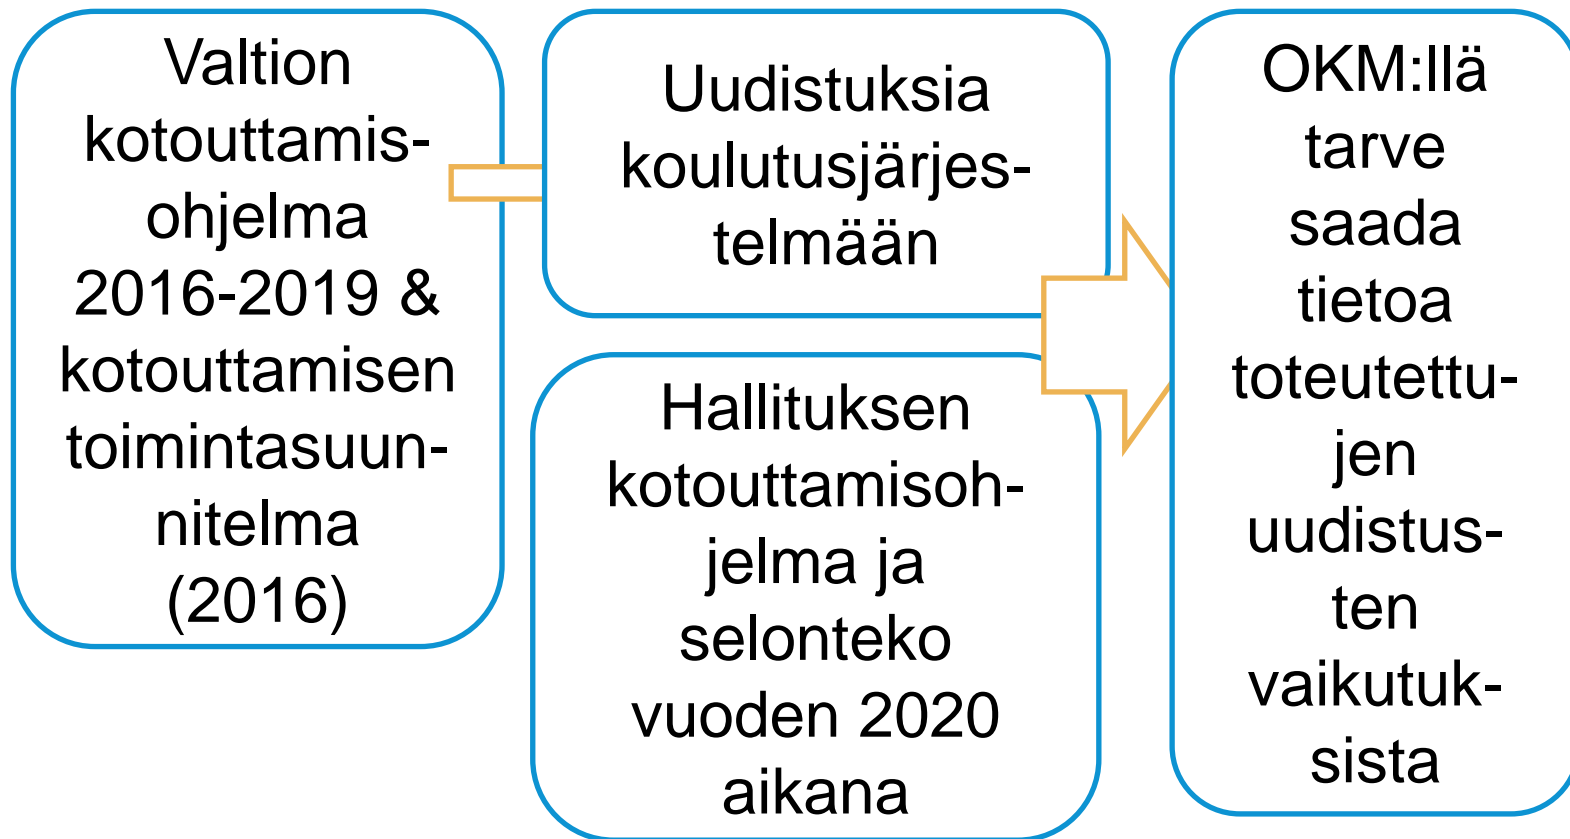 Valtion
kotouttamis-
ohjelma
2016-2019 &
kotouttamisen
toimintasuun-
nitelma
(2016)
Uudistuksia
koulutusjärjes-
telmään
Hallituksen
kotouttamisoh-
jelma ja
selonteko
vuoden 2020
aikana
OKM:llä
tarve
saada
tietoa
toteutettu-
jen
uudistus-
ten
vaikutuk-
sista